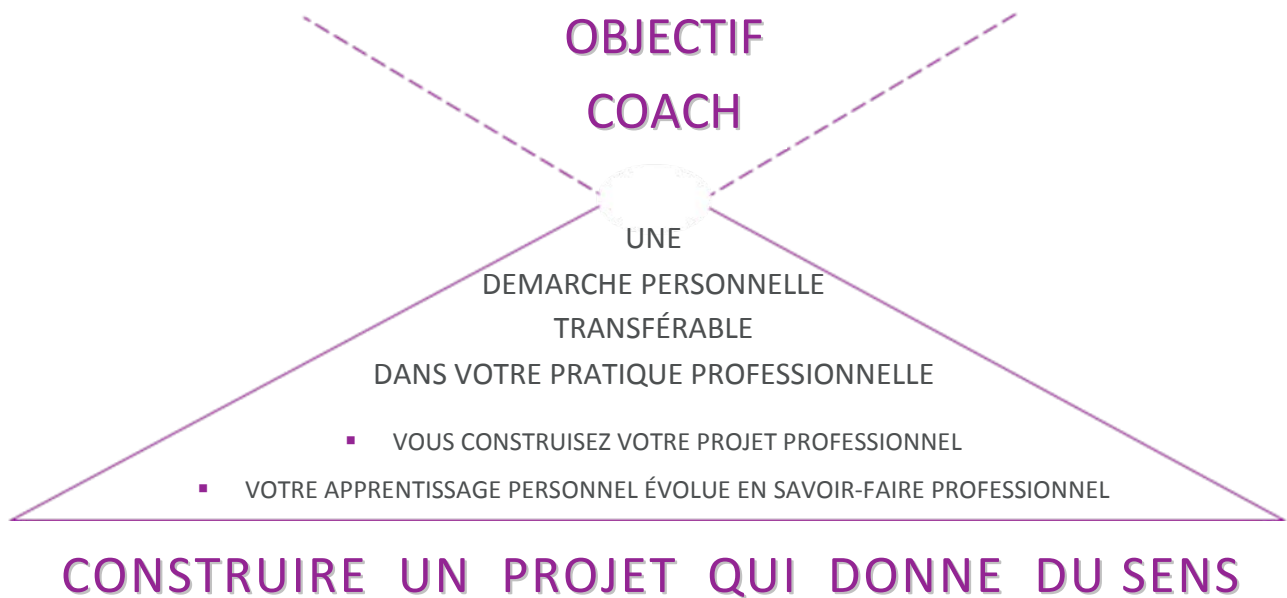 OBJECTIF
COACH
UNE
DEMARCHE PERSONNELLE
TRANSFÉRABLE
DANS VOTRE PRATIQUE PROFESSIONNELLE
▪ VOUS CONSTRUISEZ VOTRE PROJET PROFESSIONNEL
▪ VOTRE APPRENTISSAGE PERSONNEL ÉVOLUE EN SAVOIR-FAIRE PROFESSIONNEL
CONSTRUIRE UN PROJET QUI DONNE DU SENS